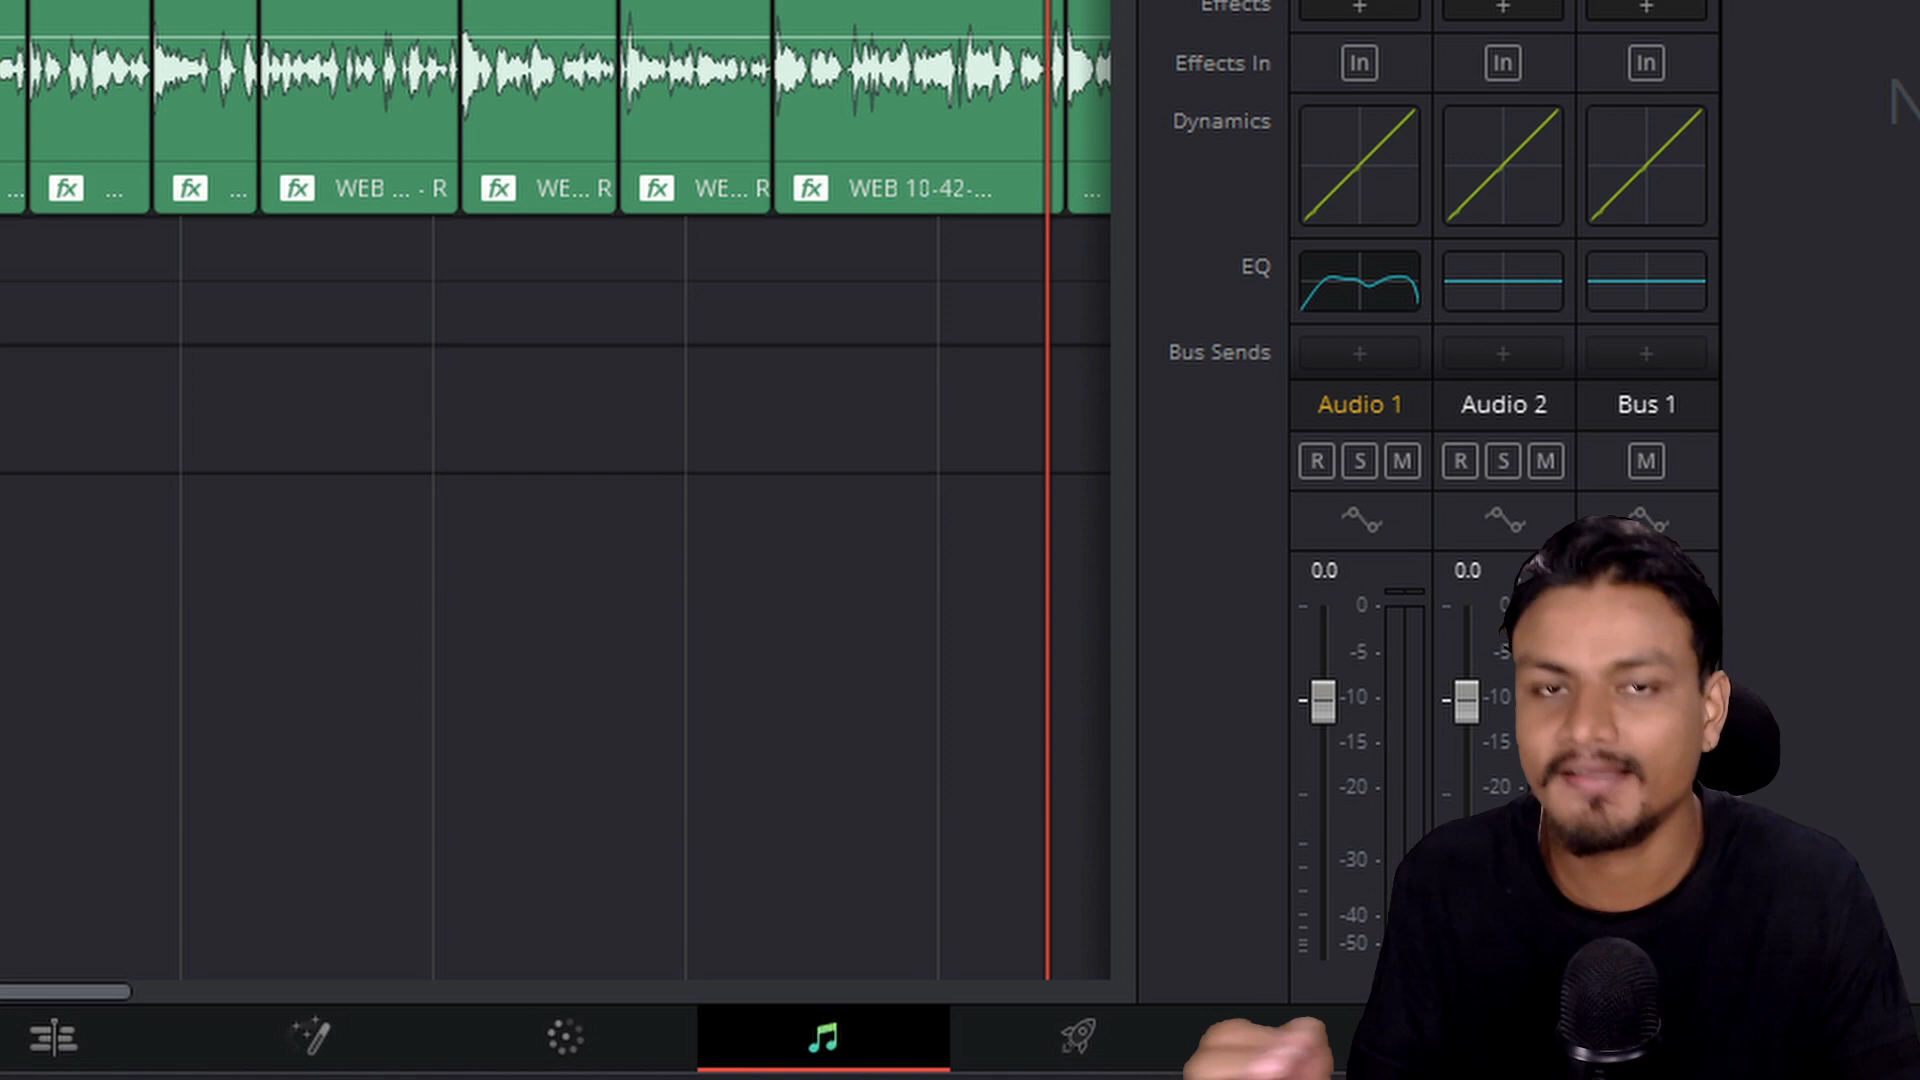 Effects + + +
Effects In In In In
Dynamics
... fx ... fx ... fx WEB ... - R fx WE... R fx WE... R fx WEB 10-42-... ...
EQ
Bus Sends + + +
Audio 1 Audio 2 Bus 1
R S M R S M M
0.0 0.0
0 0
-5 -5
-10 -10
-15 -15
-20 -20
-30
-40
-50